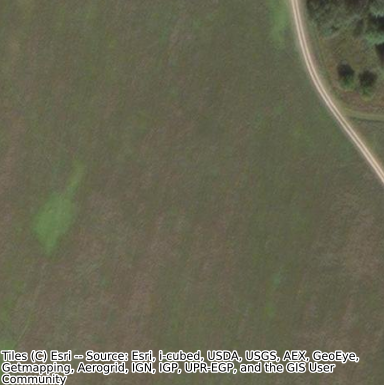 Tiles (C) Esri -- Source: Esri, i-cubed, USDA, USGS, AEX, GeoEye,
Getmapping, Aerogrid, IGN, IGP, UPR-EGP, and the GIS User
Community